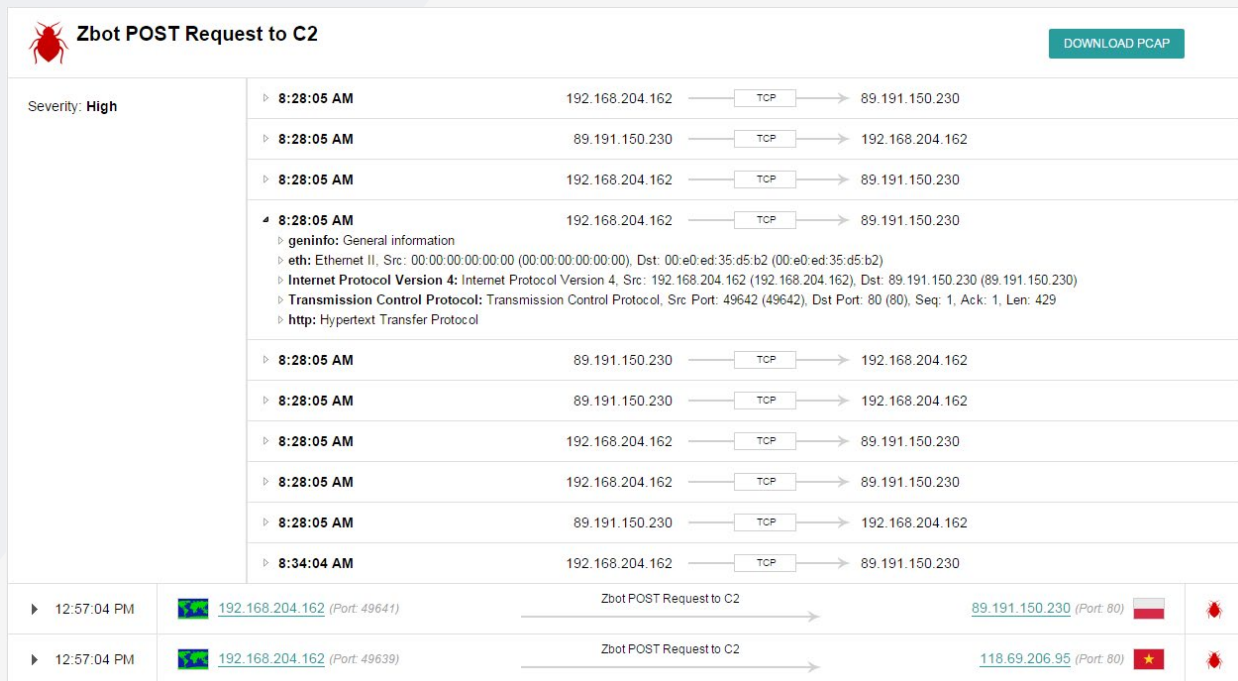 Zbot POST Request to C2
DOWNLOAD PCAP
Severity: High
8:28:05 AM 192.168.204.162 TCP 89.191.150.230
8:28:05 AM 89.191.150.230 TCP 192.168.204.162
8:28:05 AM 192.168.204.162 TCP 89.191.150.230
8:28:05 AM 192.168.204.162 TCP 89.191.150.230
geninfo: General information
eth: Ethernet II, Src: 00:00:00:00:00:00 (00:00:00:00:00:00), Dst: 00:e0:ed:35:d5:b2 (00:e0:ed:35:d5:b2)
Internet Protocol Version 4: Internet Protocol Version 4, Src: 192.168.204.162 (192.168.204.162), Dst: 89.191.150.230 (89.191.150.230)
Transmission Control Protocol: Transmission Control Protocol, Src Port: 49642 (49642), Dst Port: 80 (80), Seq: 1, Ack: 1, Len: 429
http: Hypertext Transfer Protocol
8:28:05 AM 89.191.150.230 TCP 192.168.204.162
8:28:05 AM 89.191.150.230 TCP 192.168.204.162
8:28:05 AM 192.168.204.162 TCP 89.191.150.230
8:28:05 AM 192.168.204.162 TCP 89.191.150.230
8:28:05 AM 89.191.150.230 TCP 192.168.204.162
8:34:04 AM 192.168.204.162 TCP 89.191.150.230
12:57:04 PM 192.168.204.162 (Port: 49641) Zbot POST Request to C2 89.191.150.230 (Port: 80)
12:57:04 PM 192.168.204.162 (Port: 49639) Zbot POST Request to C2 118.69.206.95 (Port: 80)